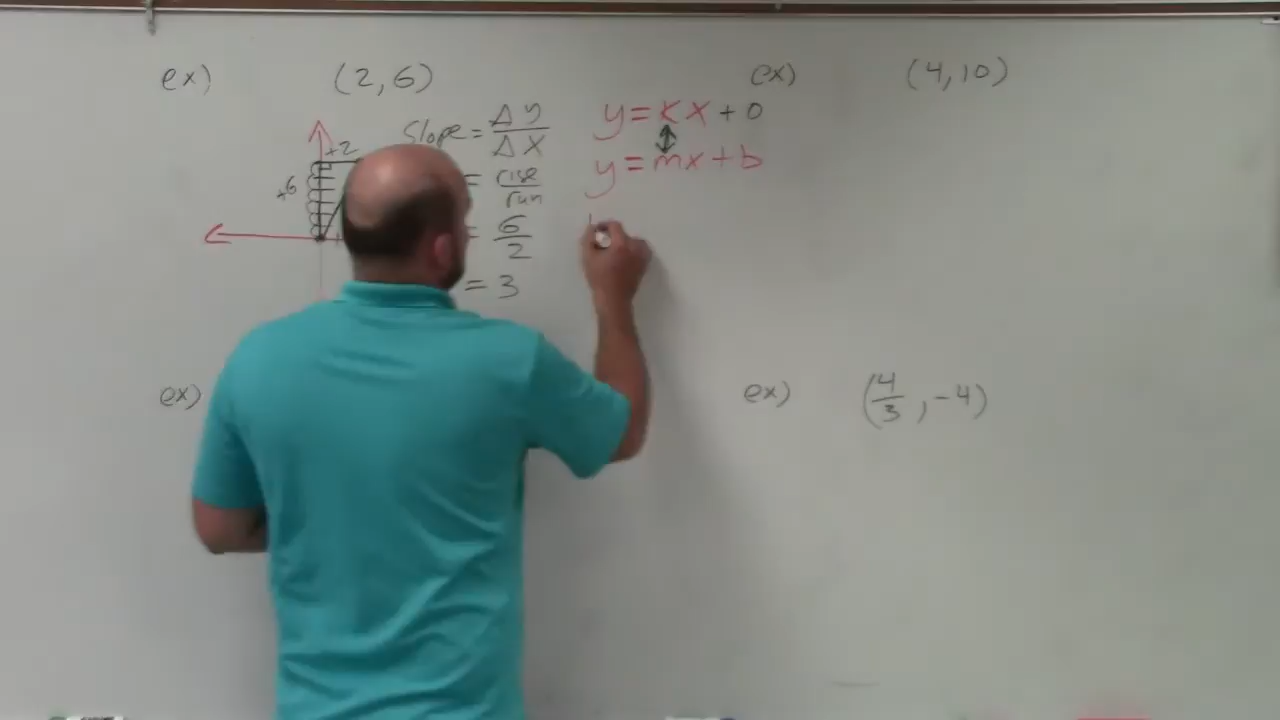 ex) (2,6)
+2
+6
Slope = Δy/Δx
= rise/run
= 6/2
= 3
y = kx + 0
y = mx + b
ex) (4,10)
ex)
ex) (4/3, -4)